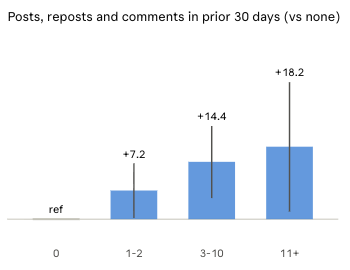 Posts, reposts and comments in prior 30 days (vs none)
+18.2
+14.4
+7.2
ref
0 1-2 3-10 11+